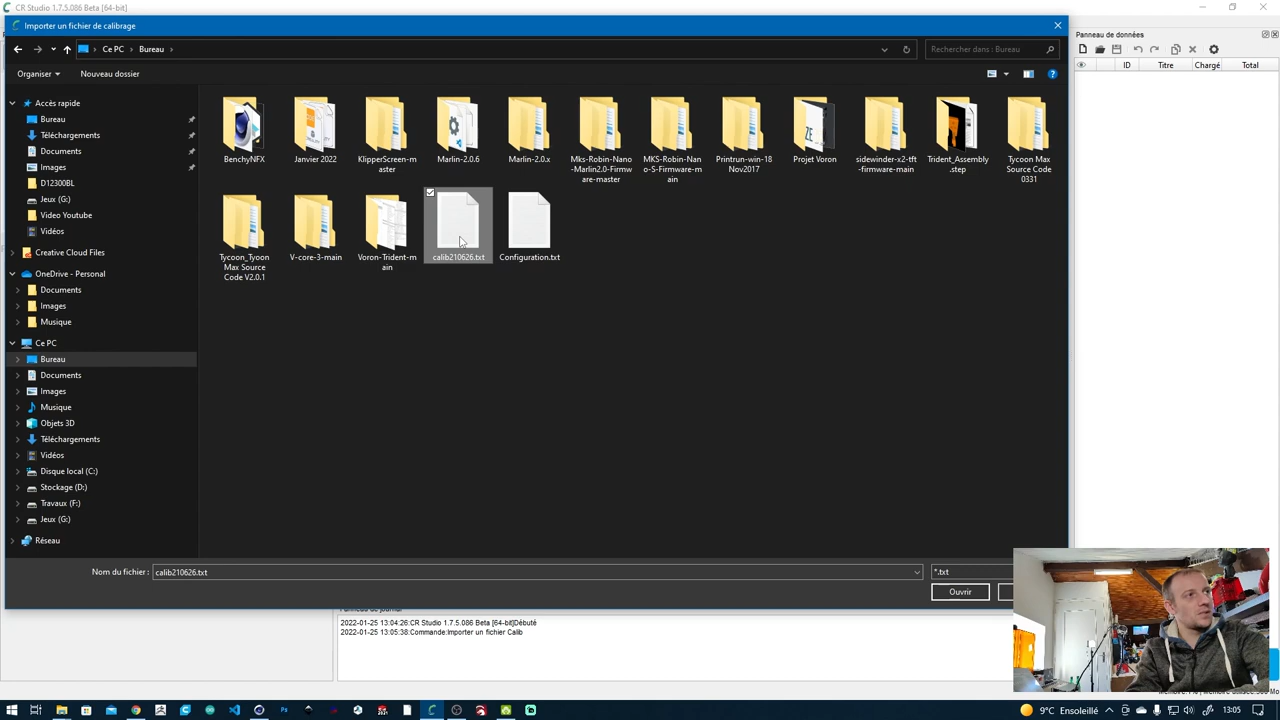 CR Studio 1.7.5.086 Beta [64-bit]
Importer un fichier de calibrage
Ce PC
Bureau
Rechercher dans : Bureau
Organiser
Nouveau dossier
Panneau de données
ID
Titre
Chargé
Total
Accès rapide
Bureau
Téléchargements
Documents
Images
D12300BL
Jeux (G:)
Video Youtube
Vidéos
Creative Cloud Files
OneDrive - Personal
Documents
Images
Musique
Ce PC
Bureau
Documents
Images
Musique
Objets 3D
Téléchargements
Vidéos
Disque local (C:)
Stockage (D:)
Travaux (F:)
Jeux (G:)
Réseau
BenchyNFX
Janvier 2022
KlipperScreen-m
aster
Marlin-2.0.6
Marlin-2.0.x
Mks-Robin-Nano
-Marlin2.0-Firmw
are-master
MKS-Robin-Nan
o-S-Firmware-m
ain
Printrun-win-18
Nov2017
Projet Voron
sidewinder-x2-tft
-firmware-main
Trident_Assembly
.step
Tycoon Max
Source Code
0331
Tycoon_Tyoon
Max Source
Code V2.0.1
V-core-3-main
Voron-Trident-m
ain
calib210626.txt
Configuration.txt
Nom du fichier :
calib210626.txt
*.txt
Ouvrir
2022-01-25 13:04:26:CR Studio 1.7.5.086 Beta [64-bit]Débuté
2022-01-25 13:05:38:Commande:Importer un fichier Calib
9°C Ensoleillé
13:05